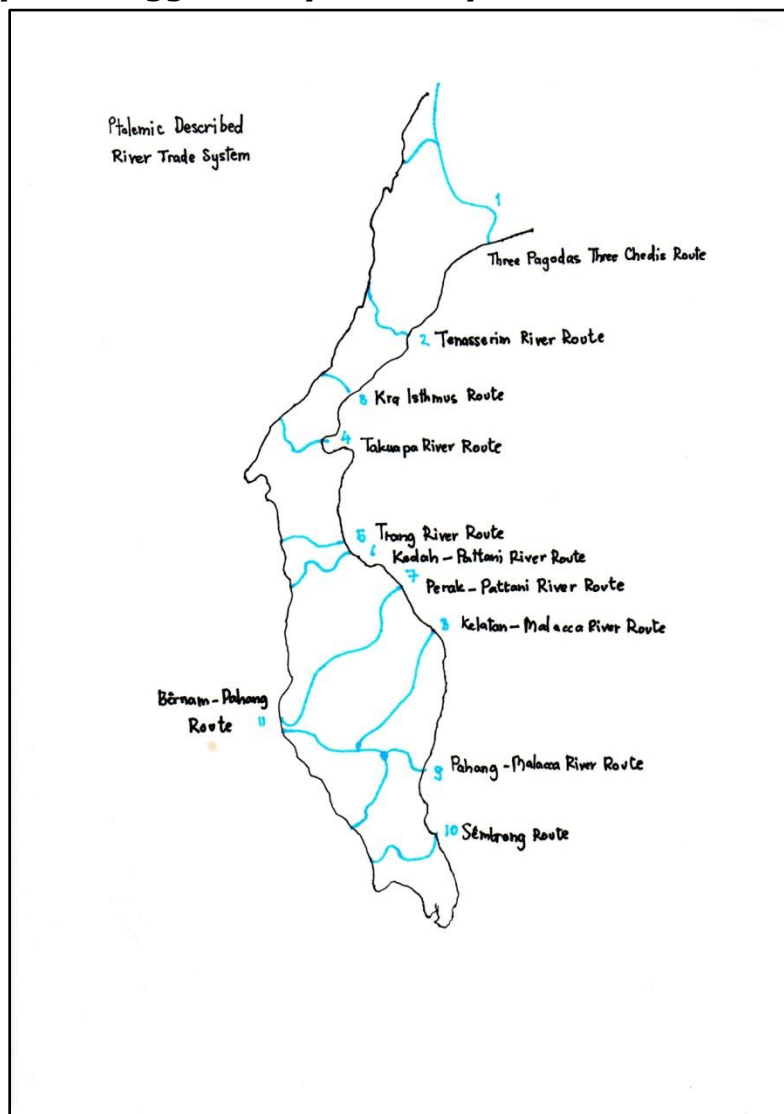 Ptolemic Described
River Trade System
1
Three Pagodas Three Chedis Route
2 Tenasserim River Route
3 Kra Isthmus Route
4 Takuapa River Route
5 Trang River Route
6 Kedah – Pattani River Route
7 Perak – Pattani River Route
8 Kelatan – Malacca River Route
Bĕrnam – Pahang
Route 11
9 Pahang – Malacca River Route
10 Sĕmbrong Route